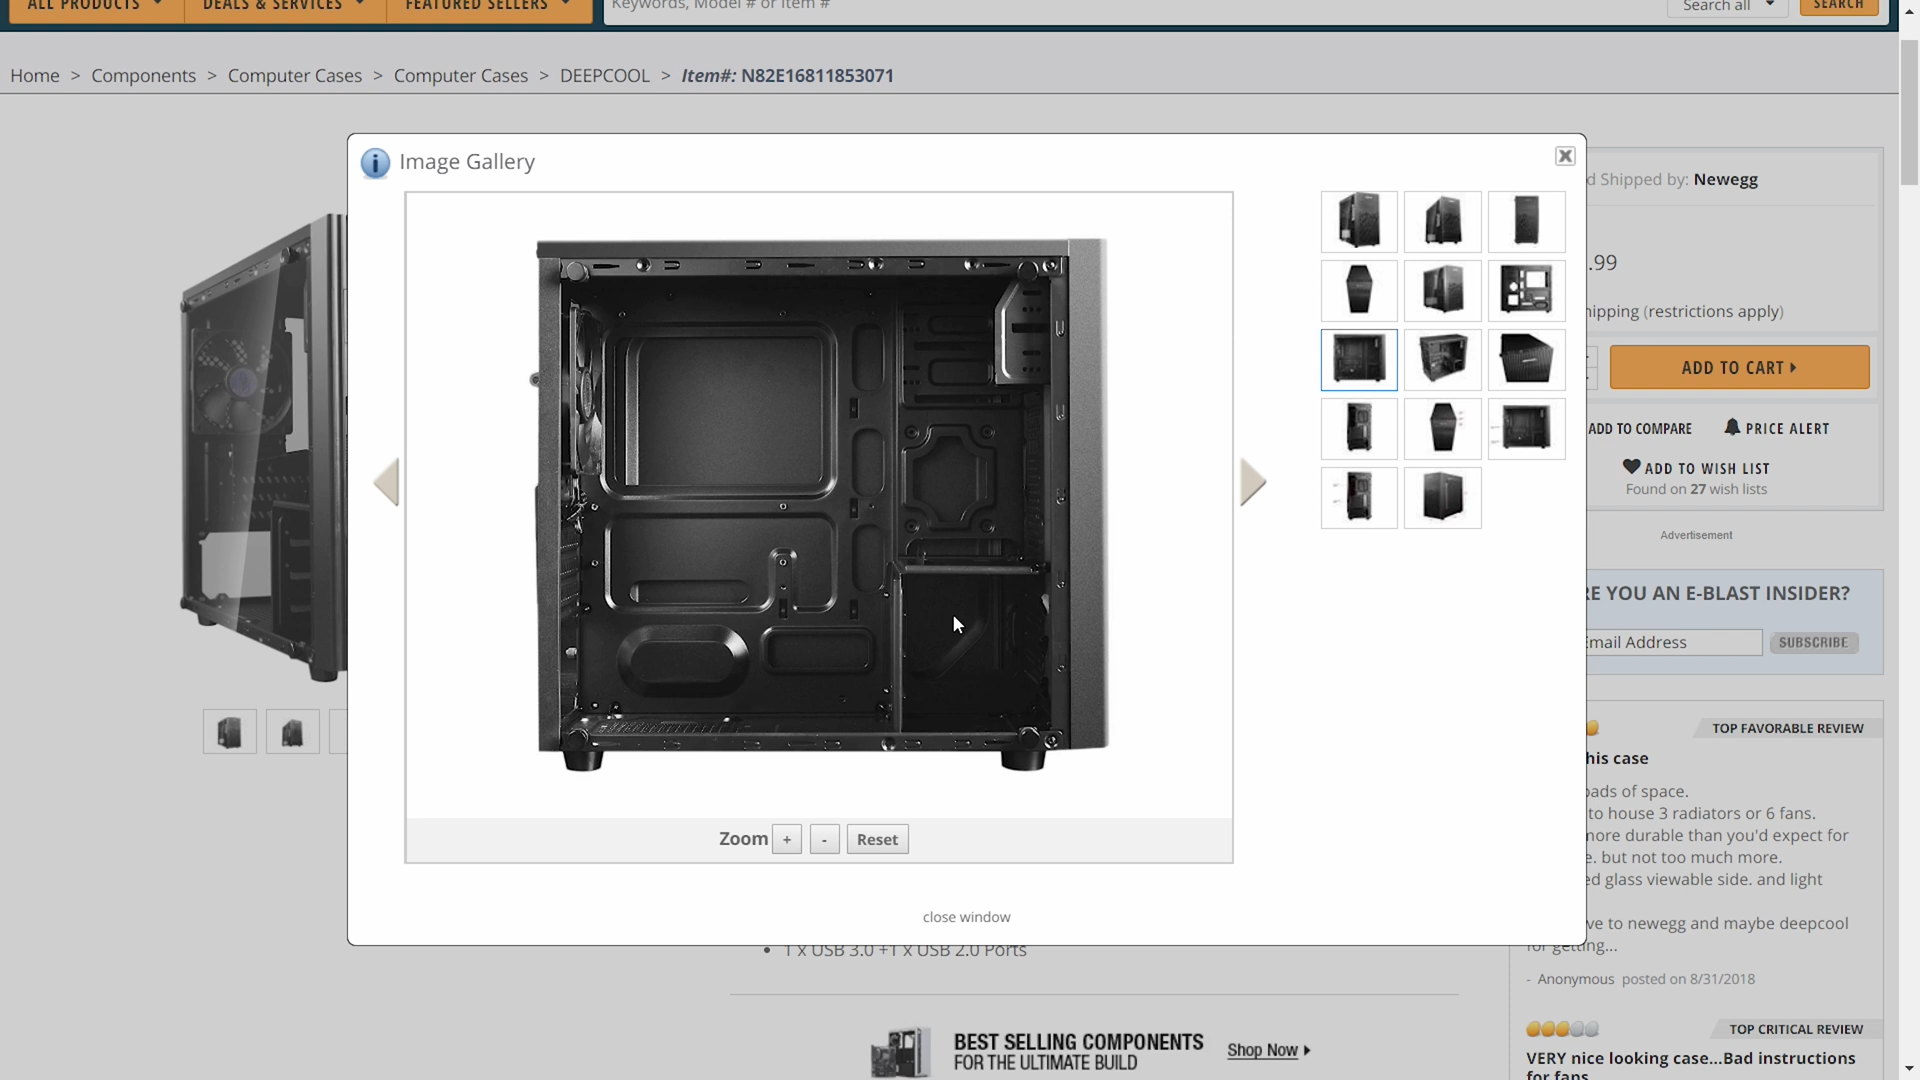 ALL PRODUCTS
DEALS & SERVICES
FEATURED SELLERS
Keywords, Model # or Item #
Search all
SEARCH
Home > Components > Computer Cases > Computer Cases > DEEPCOOL > Item#: N82E16811853071
Image Gallery
d Shipped by: Newegg
.99
hipping (restrictions apply)
ADD TO CART
ADD TO COMPARE
PRICE ALERT
ADD TO WISH LIST
Found on 27 wish lists
Advertisement
RE YOU AN E-BLAST INSIDER?
Email Address
SUBSCRIBE
TOP FAVORABLE REVIEW
his case
oads of space.
to house 3 radiators or 6 fans.
more durable than you'd expect for
e. but not too much more.
ed glass viewable side. and light
ve to newegg and maybe deepcool
for getting...
- Anonymous posted on 8/31/2018
TOP CRITICAL REVIEW
VERY nice looking case...Bad instructions
for fans
Zoom + - Reset
close window
• 1 x USB 3.0 +1 x USB 2.0 Ports
BEST SELLING COMPONENTS
FOR THE ULTIMATE BUILD
Shop Now